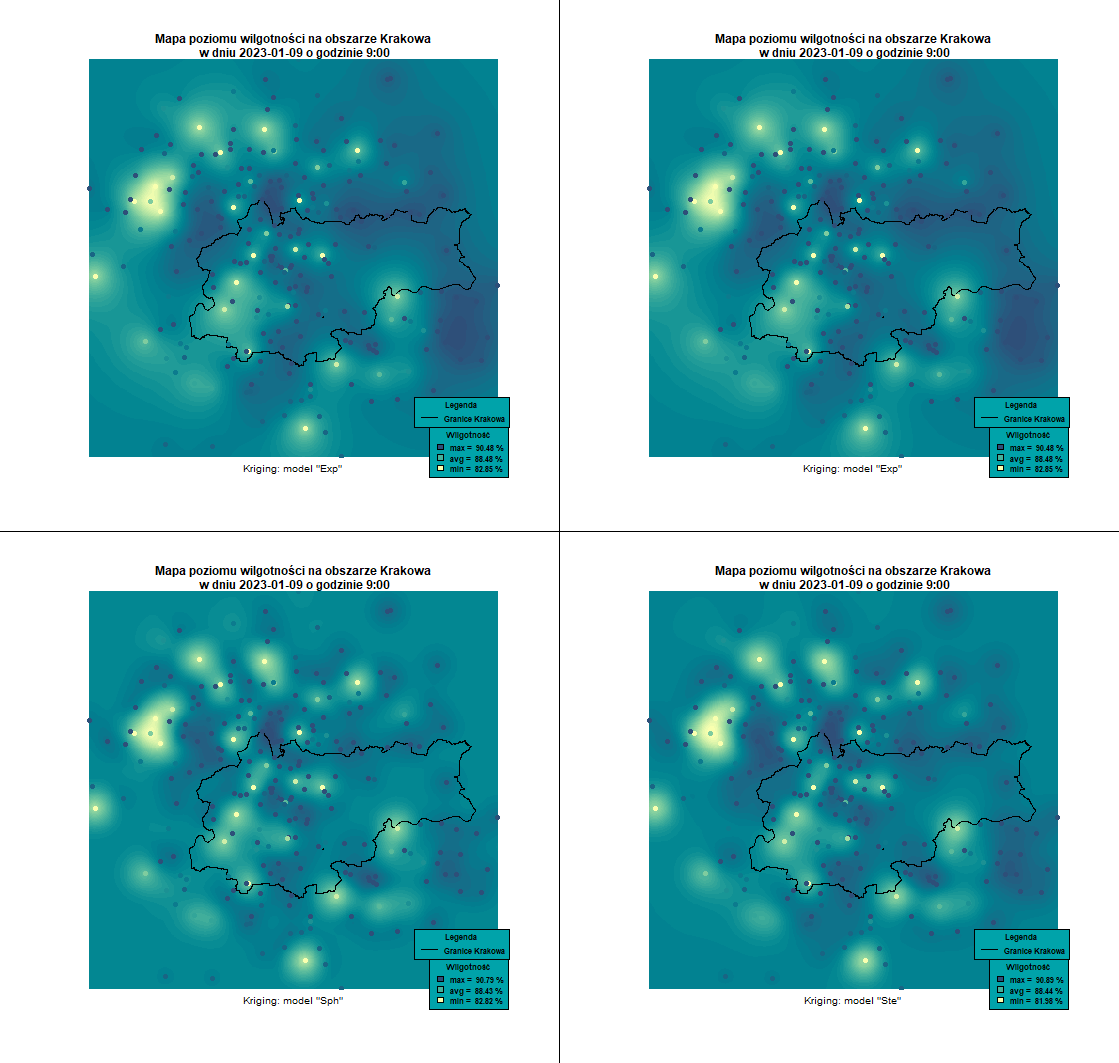 Mapa poziomu wilgotności na obszarze Krakowa
w dniu 2023-01-09 o godzinie 9:00
Legenda
Granice Krakowa
Wilgotność
max = 90.48 %
avg = 88.48 %
min = 82.85 %
Kriging: model "Exp"
Mapa poziomu wilgotności na obszarze Krakowa
w dniu 2023-01-09 o godzinie 9:00
Legenda
Granice Krakowa
Wilgotność
max = 90.48 %
avg = 88.48 %
min = 82.85 %
Kriging: model "Exp"
Mapa poziomu wilgotności na obszarze Krakowa
w dniu 2023-01-09 o godzinie 9:00
Legenda
Granice Krakowa
Wilgotność
max = 90.79 %
avg = 88.43 %
min = 82.82 %
Kriging: model "Sph"
Mapa poziomu wilgotności na obszarze Krakowa
w dniu 2023-01-09 o godzinie 9:00
Legenda
Granice Krakowa
Wilgotność
max = 90.89 %
avg = 88.44 %
min = 81.98 %
Kriging: model "Ste"